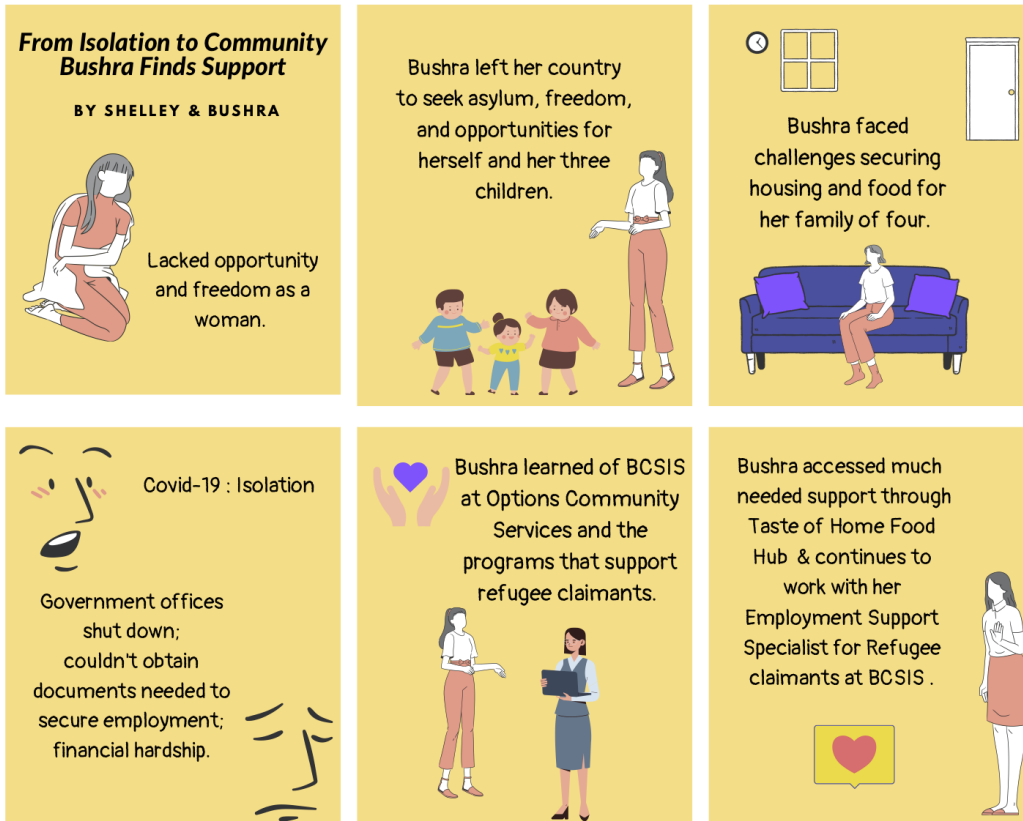 From Isolation to Community
Bushra Finds Support
BY SHELLEY & BUSHRA
Lacked opportunity
and freedom as a
woman.
Bushra left her country
to seek asylum, freedom,
and opportunities for
herself and her three
children.
Bushra faced
challenges securing
housing and food for
her family of four.
Covid-19 : Isolation
Government offices
shut down;
couldn't obtain
documents needed to
secure employment;
financial hardship.
Bushra learned of BCSIS
at Options Community
Services and the
programs that support
refugee claimants.
Bushra accessed much
needed support through
Taste of Home Food
Hub & continues to
work with her
Employment Support
Specialist for Refugee
claimants at BCSIS .